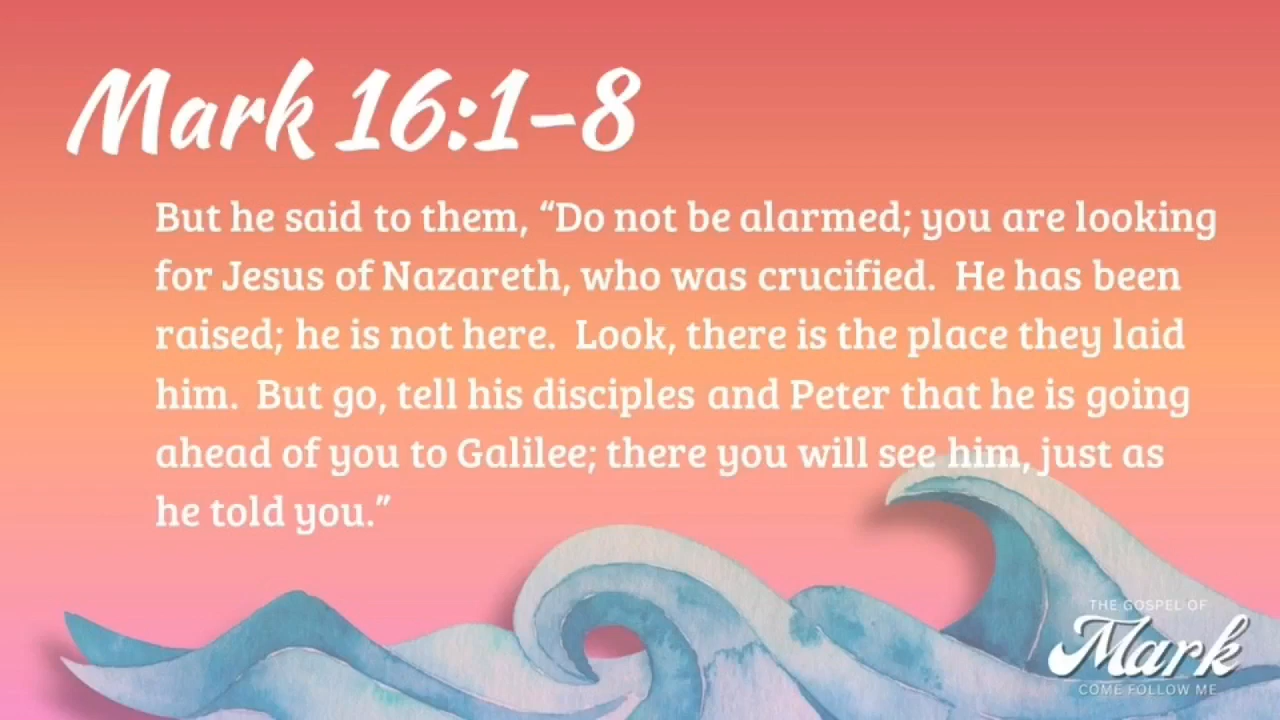 Mark 16:1-8
But he said to them, “Do not be alarmed; you are looking
for Jesus of Nazareth, who was crucified.  He has been
raised; he is not here.  Look, there is the place they laid
him.  But go, tell his disciples and Peter that he is going
ahead of you to Galilee; there you will see him, just as
he told you.”
THE GOSPEL OF
Mark
COME FOLLOW ME